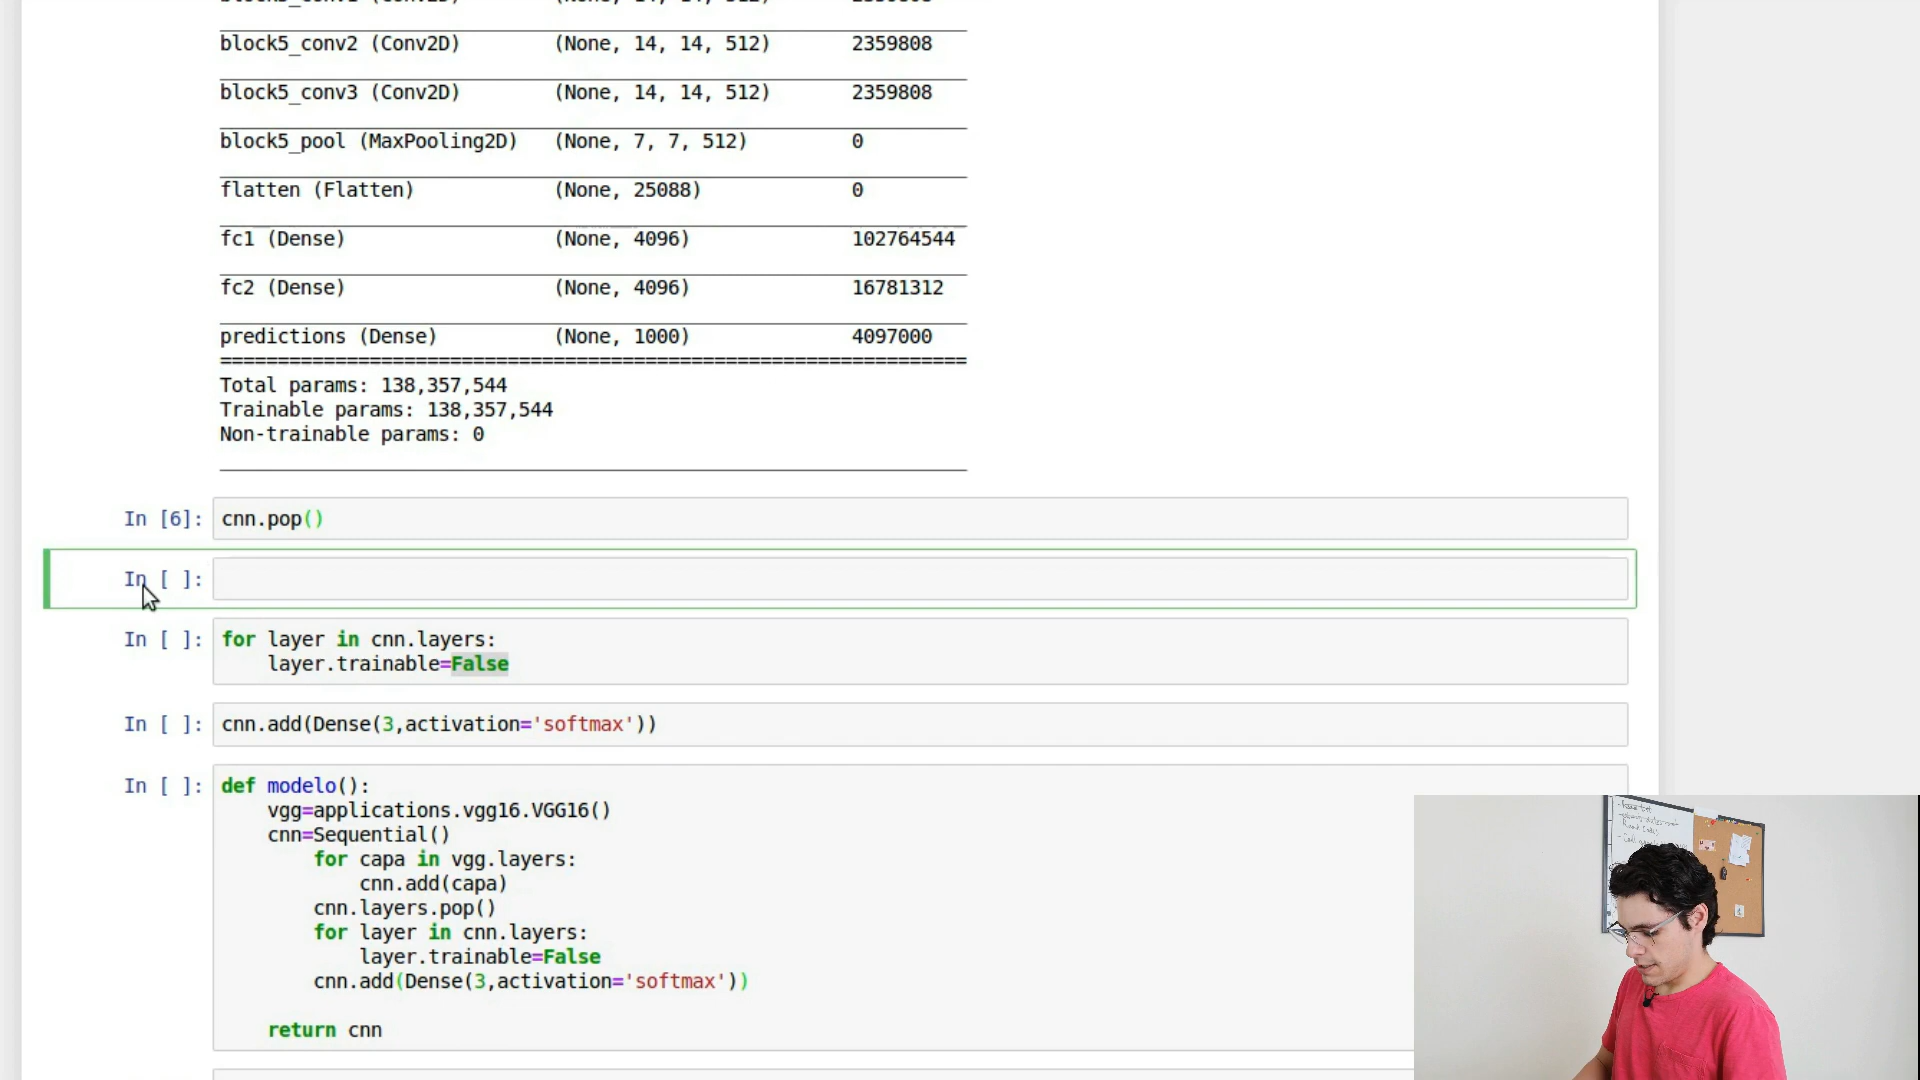 block5_conv2 (Conv2D) (None, 14, 14, 512) 2359808
block5_conv3 (Conv2D) (None, 14, 14, 512) 2359808
block5_pool (MaxPooling2D) (None, 7, 7, 512) 0
flatten (Flatten) (None, 25088) 0
fc1 (Dense) (None, 4096) 102764544
fc2 (Dense) (None, 4096) 16781312
predictions (Dense) (None, 1000) 4097000
=================================================================
Total params: 138,357,544
Trainable params: 138,357,544
Non-trainable params: 0
In [6]: cnn.pop()
In [ ]:
In [ ]: for layer in cnn.layers:
layer.trainable=False
In [ ]: cnn.add(Dense(3,activation='softmax'))
In [ ]: def modelo():
vgg=applications.vgg16.VGG16()
cnn=Sequential()
for capa in vgg.layers:
cnn.add(capa)
cnn.layers.pop()
for layer in cnn.layers:
layer.trainable=False
cnn.add(Dense(3,activation='softmax'))
return cnn